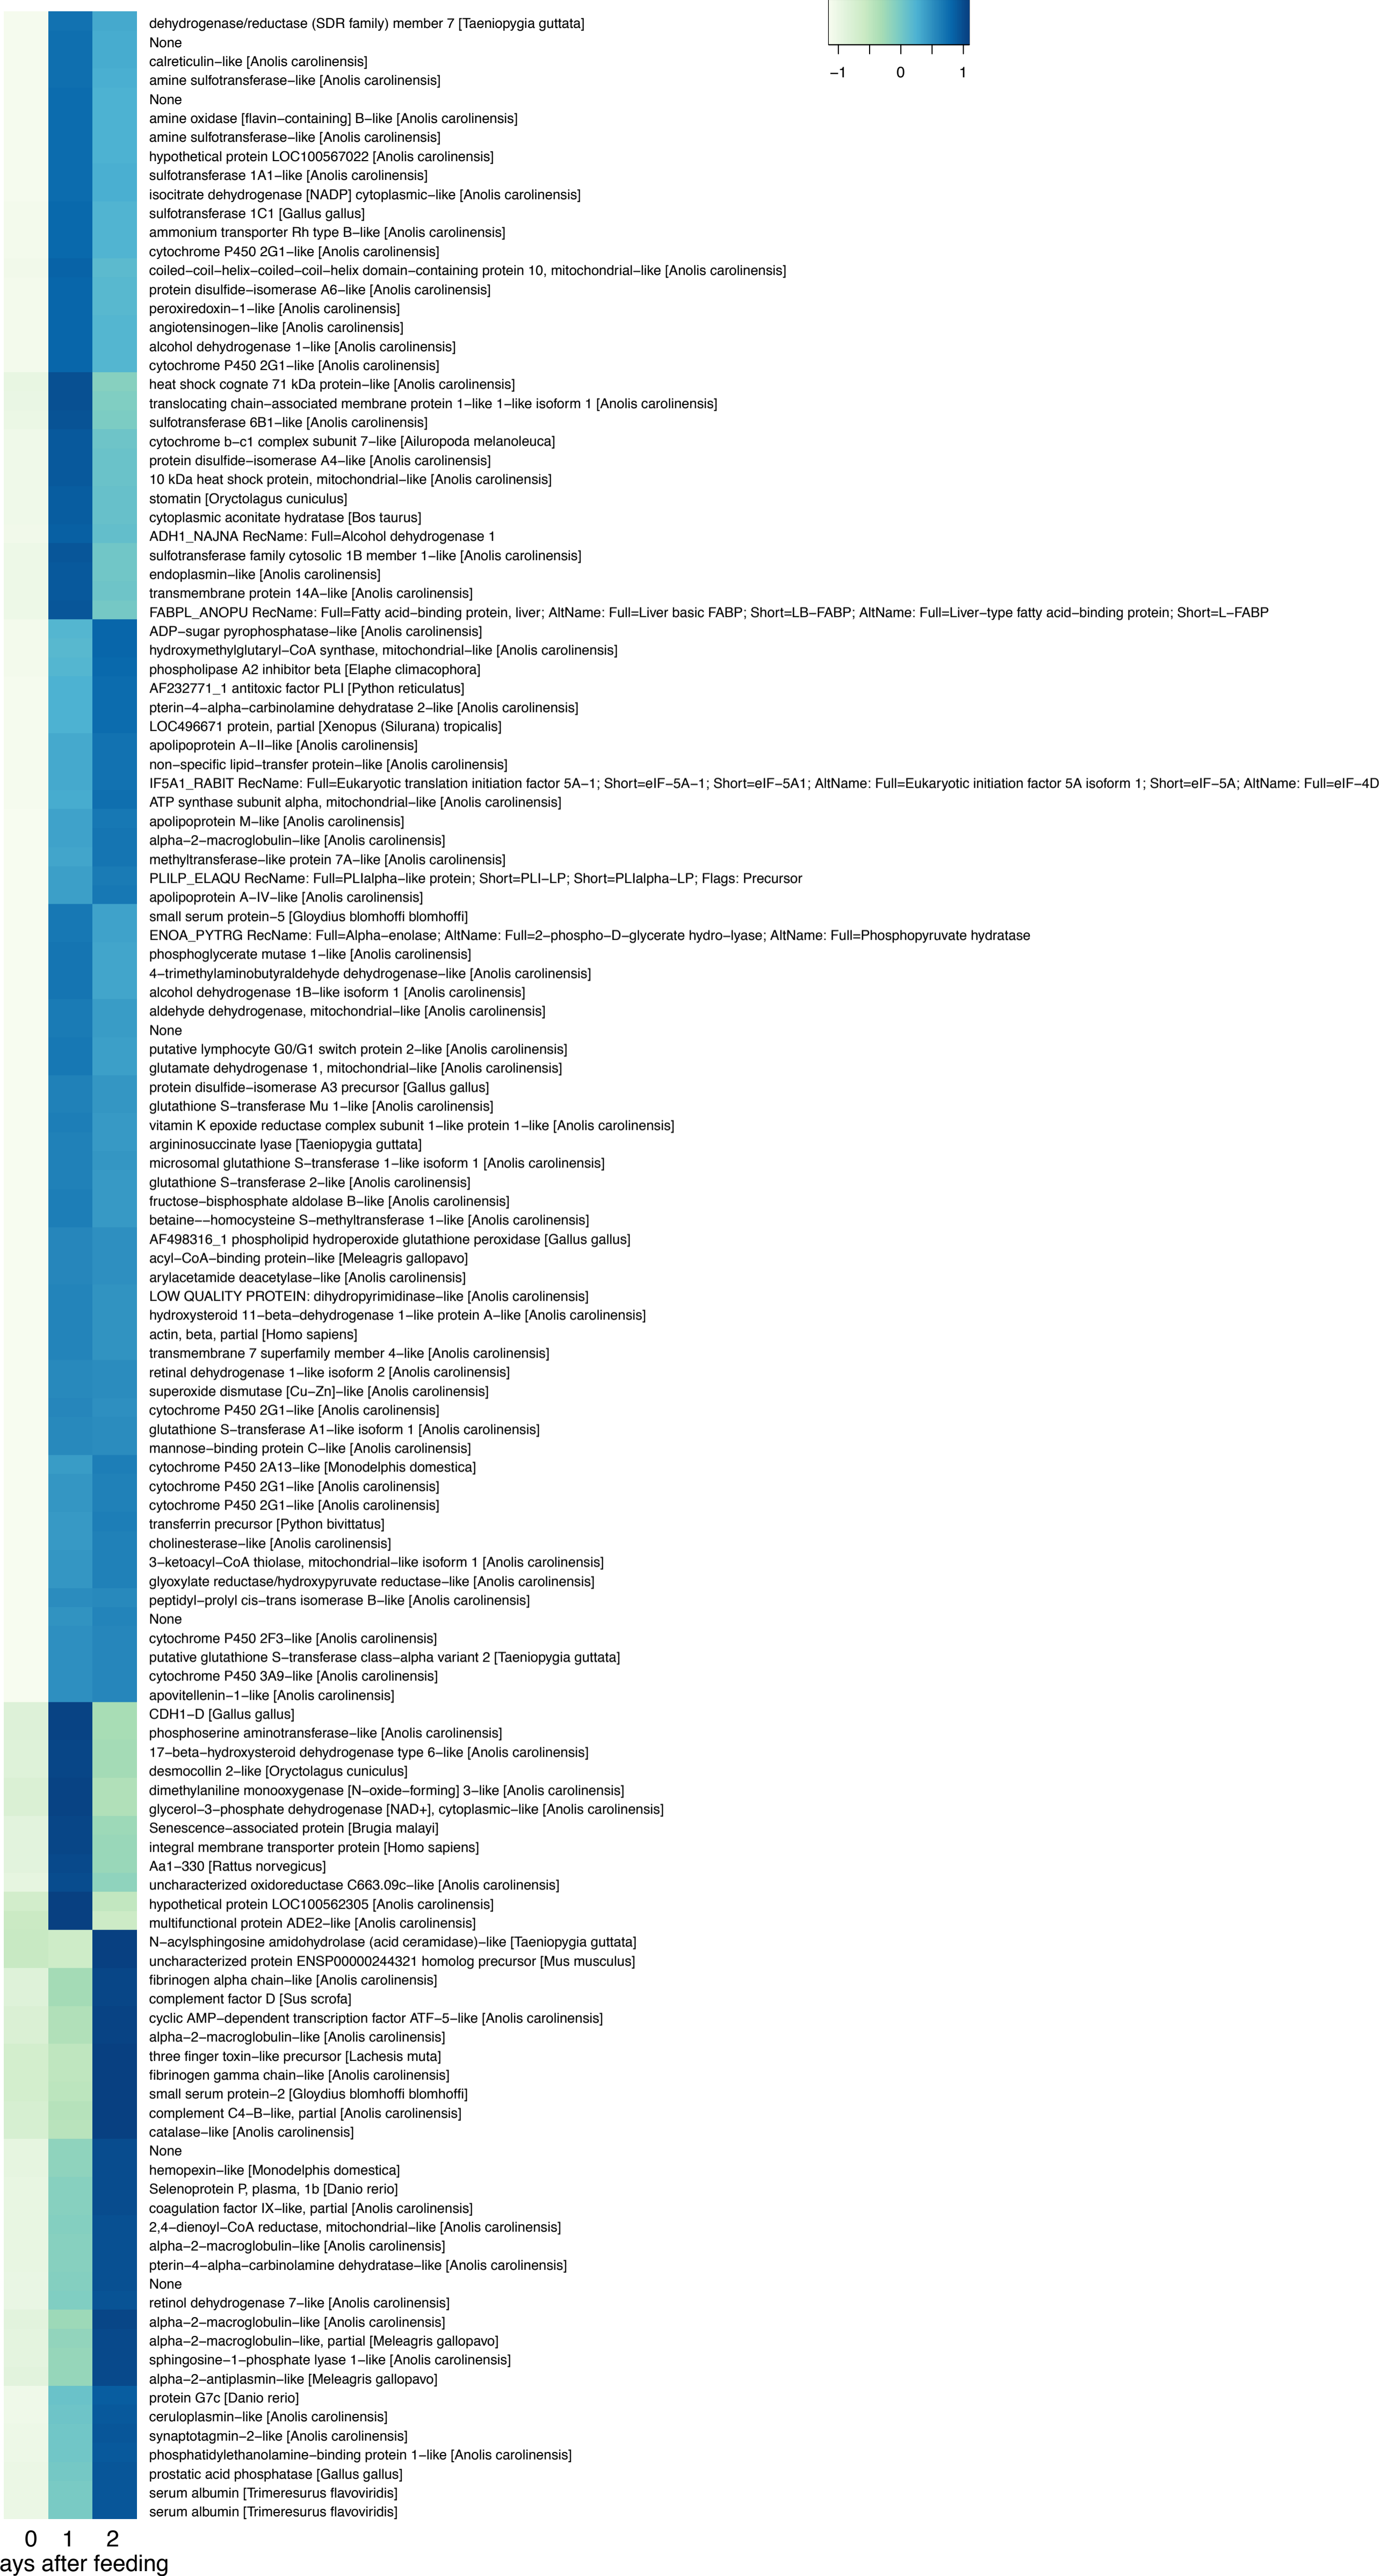 dehydrogenase/reductase (SDR family) member 7 [Taeniopygia guttata]
None
calreticulin−like [Anolis carolinensis]
amine sulfotransferase−like [Anolis carolinensis]
None
amine oxidase [flavin−containing] B−like [Anolis carolinensis]
amine sulfotransferase−like [Anolis carolinensis]
hypothetical protein LOC100567022 [Anolis carolinensis]
sulfotransferase 1A1−like [Anolis carolinensis]
isocitrate dehydrogenase [NADP] cytoplasmic−like [Anolis carolinensis]
sulfotransferase 1C1 [Gallus gallus]
ammonium transporter Rh type B−like [Anolis carolinensis]
cytochrome P450 2G1−like [Anolis carolinensis]
coiled−coil−helix−coiled−coil−helix domain−containing protein 10, mitochondrial−like [Anolis carolinensis]
protein disulfide−isomerase A6−like [Anolis carolinensis]
peroxiredoxin−1−like [Anolis carolinensis]
angiotensinogen−like [Anolis carolinensis]
alcohol dehydrogenase 1−like [Anolis carolinensis]
cytochrome P450 2G1−like [Anolis carolinensis]
heat shock cognate 71 kDa protein−like [Anolis carolinensis]
translocating chain−associated membrane protein 1−like 1−like isoform 1 [Anolis carolinensis]
sulfotransferase 6B1−like [Anolis carolinensis]
cytochrome b−c1 complex subunit 7−like [Ailuropoda melanoleuca]
protein disulfide−isomerase A4−like [Anolis carolinensis]
10 kDa heat shock protein, mitochondrial−like [Anolis carolinensis]
stomatin [Oryctolagus cuniculus]
cytoplasmic aconitate hydratase [Bos taurus]
ADH1_NAJNA RecName: Full=Alcohol dehydrogenase 1
sulfotransferase family cytosolic 1B member 1−like [Anolis carolinensis]
endoplasmin−like [Anolis carolinensis]
transmembrane protein 14A−like [Anolis carolinensis]
FABPL_ANOPU RecName: Full=Fatty acid−binding protein, liver; AltName: Full=Liver basic FABP; Short=LB−FABP; AltName: Full=Liver−type fatty acid−binding protein; Short=L−FABP
ADP−sugar pyrophosphatase−like [Anolis carolinensis]
hydroxymethylglutaryl−CoA synthase, mitochondrial−like [Anolis carolinensis]
phospholipase A2 inhibitor beta [Elaphe climacophora]
AF232771_1 antitoxic factor PLI [Python reticulatus]
pterin−4−alpha−carbinolamine dehydratase 2−like [Anolis carolinensis]
LOC496671 protein, partial [Xenopus (Silurana) tropicalis]
apolipoprotein A−II−like [Anolis carolinensis]
non−specific lipid−transfer protein−like [Anolis carolinensis]
IF5A1_RABIT RecName: Full=Eukaryotic translation initiation factor 5A−1; Short=eIF−5A−1; Short=eIF−5A1; AltName: Full=Eukaryotic initiation factor 5A isoform 1; Short=eIF−5A; AltName: Full=eIF−4D
ATP synthase subunit alpha, mitochondrial−like [Anolis carolinensis]
apolipoprotein M−like [Anolis carolinensis]
alpha−2−macroglobulin−like [Anolis carolinensis]
methyltransferase−like protein 7A−like [Anolis carolinensis]
PLILP_ELAQU RecName: Full=PLIalpha−like protein; Short=PLI−LP; Short=PLIalpha−LP; Flags: Precursor
apolipoprotein A−IV−like [Anolis carolinensis]
small serum protein−5 [Gloydius blomhoffi blomhoffi]
ENOA_PYTRG RecName: Full=Alpha−enolase; AltName: Full=2−phospho−D−glycerate hydro−lyase; AltName: Full=Phosphopyruvate hydratase
phosphoglycerate mutase 1−like [Anolis carolinensis]
4−trimethylaminobutyraldehyde dehydrogenase−like [Anolis carolinensis]
alcohol dehydrogenase 1B−like isoform 1 [Anolis carolinensis]
aldehyde dehydrogenase, mitochondrial−like [Anolis carolinensis]
None
putative lymphocyte G0/G1 switch protein 2−like [Anolis carolinensis]
glutamate dehydrogenase 1, mitochondrial−like [Anolis carolinensis]
protein disulfide−isomerase A3 precursor [Gallus gallus]
glutathione S−transferase Mu 1−like [Anolis carolinensis]
vitamin K epoxide reductase complex subunit 1−like protein 1−like [Anolis carolinensis]
argininosuccinate lyase [Taeniopygia guttata]
microsomal glutathione S−transferase 1−like isoform 1 [Anolis carolinensis]
glutathione S−transferase 2−like [Anolis carolinensis]
fructose−bisphosphate aldolase B−like [Anolis carolinensis]
betaine−−homocysteine S−methyltransferase 1−like [Anolis carolinensis]
AF498316_1 phospholipid hydroperoxide glutathione peroxidase [Gallus gallus]
acyl−CoA−binding protein−like [Meleagris gallopavo]
arylacetamide deacetylase−like [Anolis carolinensis]
LOW QUALITY PROTEIN: dihydropyrimidinase−like [Anolis carolinensis]
hydroxysteroid 11−beta−dehydrogenase 1−like protein A−like [Anolis carolinensis]
actin, beta, partial [Homo sapiens]
transmembrane 7 superfamily member 4−like [Anolis carolinensis]
retinal dehydrogenase 1−like isoform 2 [Anolis carolinensis]
superoxide dismutase [Cu−Zn]−like [Anolis carolinensis]
cytochrome P450 2G1−like [Anolis carolinensis]
glutathione S−transferase A1−like isoform 1 [Anolis carolinensis]
mannose−binding protein C−like [Anolis carolinensis]
cytochrome P450 2A13−like [Monodelphis domestica]
cytochrome P450 2G1−like [Anolis carolinensis]
cytochrome P450 2G1−like [Anolis carolinensis]
transferrin precursor [Python bivittatus]
cholinesterase−like [Anolis carolinensis]
3−ketoacyl−CoA thiolase, mitochondrial−like isoform 1 [Anolis carolinensis]
glyoxylate reductase/hydroxypyruvate reductase−like [Anolis carolinensis]
peptidyl−prolyl cis−trans isomerase B−like [Anolis carolinensis]
None
cytochrome P450 2F3−like [Anolis carolinensis]
putative glutathione S−transferase class−alpha variant 2 [Taeniopygia guttata]
cytochrome P450 3A9−like [Anolis carolinensis]
apovitellenin−1−like [Anolis carolinensis]
CDH1−D [Gallus gallus]
phosphoserine aminotransferase−like [Anolis carolinensis]
17−beta−hydroxysteroid dehydrogenase type 6−like [Anolis carolinensis]
desmocollin 2−like [Oryctolagus cuniculus]
dimethylaniline monooxygenase [N−oxide−forming] 3−like [Anolis carolinensis]
glycerol−3−phosphate dehydrogenase [NAD+], cytoplasmic−like [Anolis carolinensis]
Senescence−associated protein [Brugia malayi]
integral membrane transporter protein [Homo sapiens]
Aa1−330 [Rattus norvegicus]
uncharacterized oxidoreductase C663.09c−like [Anolis carolinensis]
hypothetical protein LOC100562305 [Anolis carolinensis]
multifunctional protein ADE2−like [Anolis carolinensis]
N−acylsphingosine amidohydrolase (acid ceramidase)−like [Taeniopygia guttata]
uncharacterized protein ENSP00000244321 homolog precursor [Mus musculus]
fibrinogen alpha chain−like [Anolis carolinensis]
complement factor D [Sus scrofa]
cyclic AMP−dependent transcription factor ATF−5−like [Anolis carolinensis]
alpha−2−macroglobulin−like [Anolis carolinensis]
three finger toxin−like precursor [Lachesis muta]
fibrinogen gamma chain−like [Anolis carolinensis]
small serum protein−2 [Gloydius blomhoffi blomhoffi]
complement C4−B−like, partial [Anolis carolinensis]
catalase−like [Anolis carolinensis]
None
hemopexin−like [Monodelphis domestica]
Selenoprotein P, plasma, 1b [Danio rerio]
coagulation factor IX−like, partial [Anolis carolinensis]
2,4−dienoyl−CoA reductase, mitochondrial−like [Anolis carolinensis]
alpha−2−macroglobulin−like [Anolis carolinensis]
pterin−4−alpha−carbinolamine dehydratase−like [Anolis carolinensis]
None
retinol dehydrogenase 7−like [Anolis carolinensis]
alpha−2−macroglobulin−like [Anolis carolinensis]
alpha−2−macroglobulin−like, partial [Meleagris gallopavo]
sphingosine−1−phosphate lyase 1−like [Anolis carolinensis]
alpha−2−antiplasmin−like [Meleagris gallopavo]
protein G7c [Danio rerio]
ceruloplasmin−like [Anolis carolinensis]
synaptotagmin−2−like [Anolis carolinensis]
phosphatidylethanolamine−binding protein 1−like [Anolis carolinensis]
prostatic acid phosphatase [Gallus gallus]
serum albumin [Trimeresurus flavoviridis]
serum albumin [Trimeresurus flavoviridis]
−1 0 1
0 1 2
ays after feeding